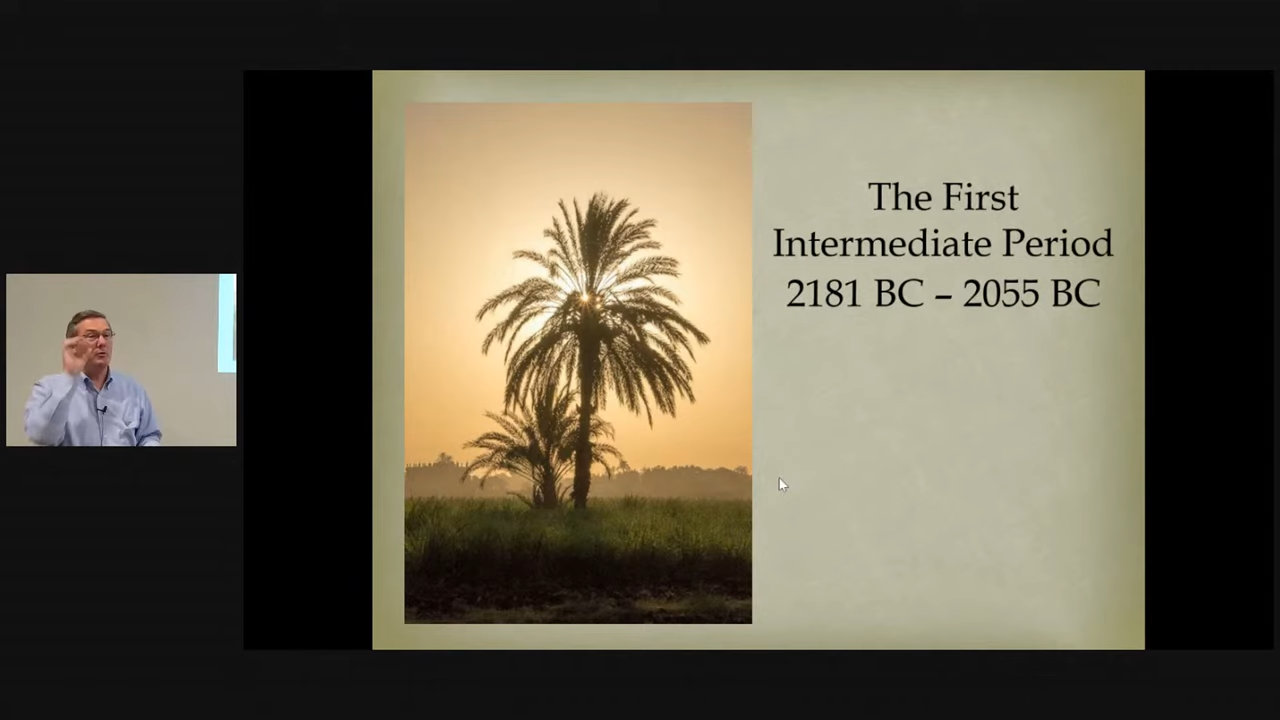 The First
Intermediate Period
2181 BC – 2055 BC